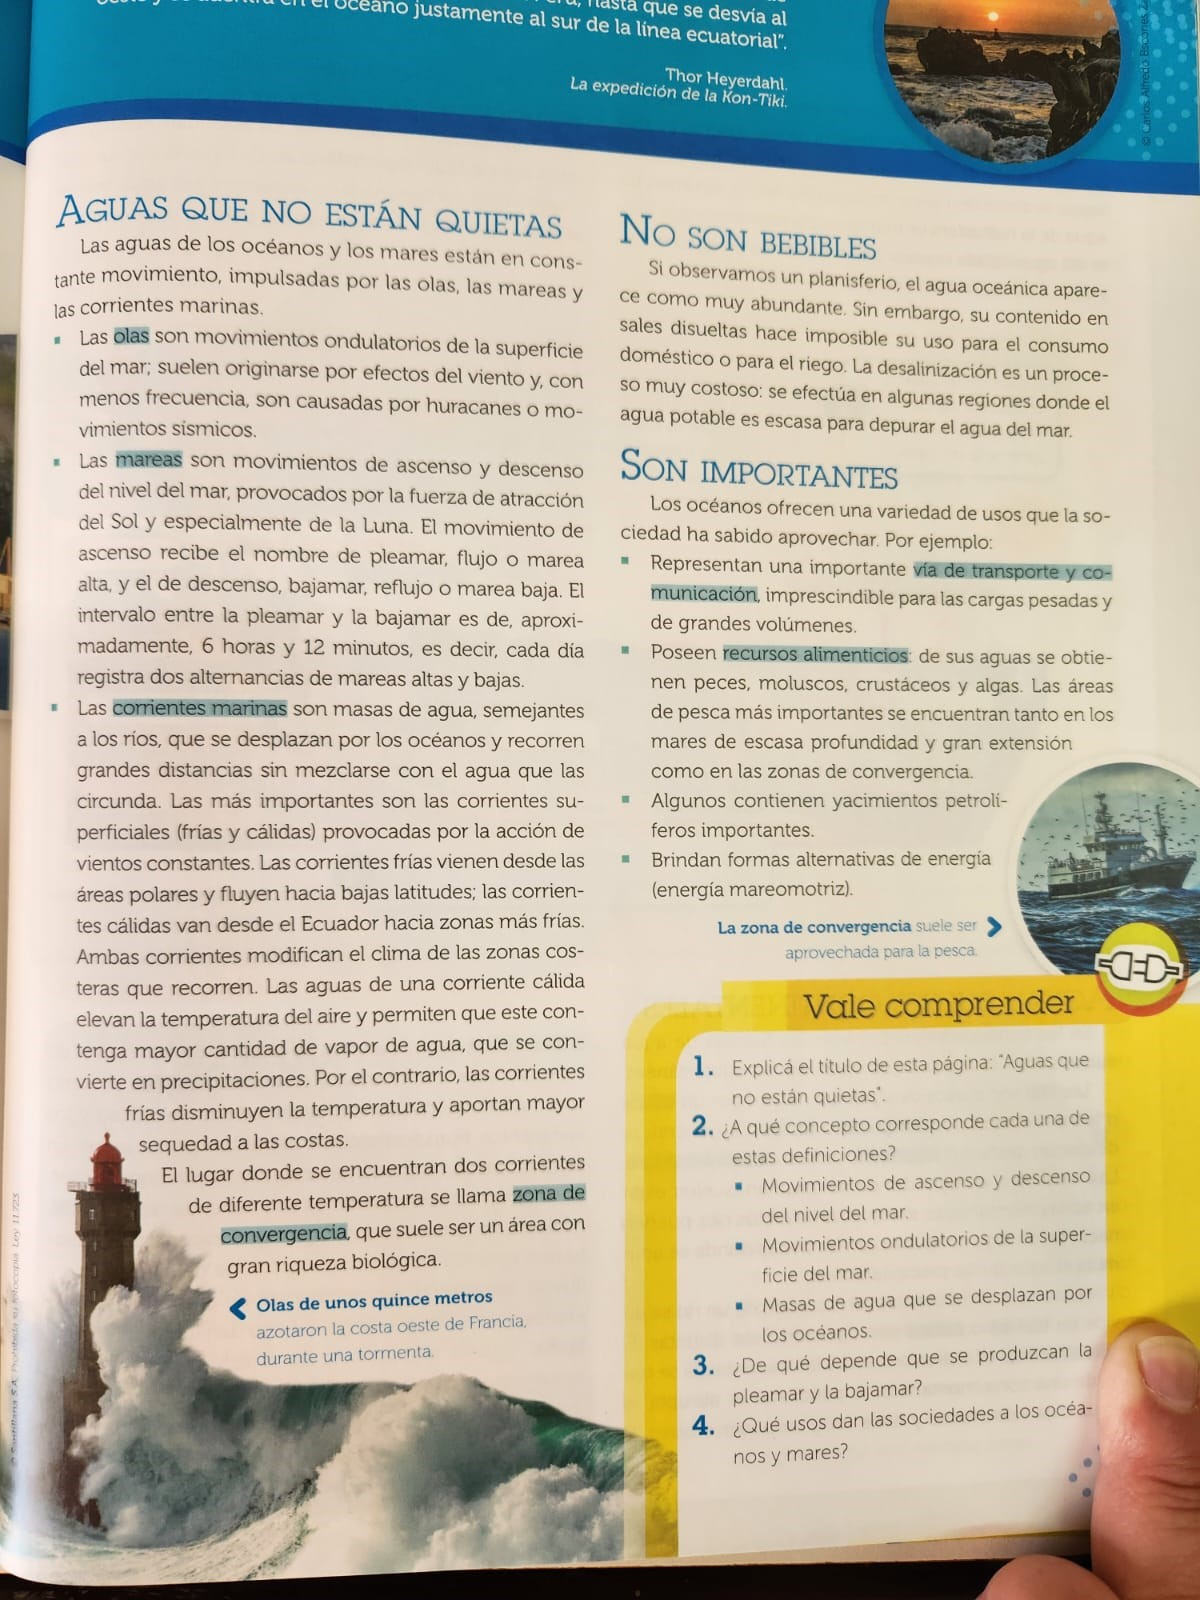 hasta que se desvía al
en el océano justamente al sur de la línea ecuatorial”.
Thor Heyerdahl.
La expedición de la Kon-Tiki.
© Carlos Alfredo
AGUAS QUE NO ESTÁN QUIETAS
Las aguas de los océanos y los mares están en cons-
tante movimiento, impulsadas por las olas, las mareas y
las corrientes marinas.
▪ Las olas son movimientos ondulatorios de la superficie
del mar; suelen originarse por efectos del viento y, con
menos frecuencia, son causadas por huracanes o mo-
vimientos sísmicos.
▪ Las mareas son movimientos de ascenso y descenso
del nivel del mar, provocados por la fuerza de atracción
del Sol y especialmente de la Luna. El movimiento de
ascenso recibe el nombre de pleamar, flujo o marea
alta, y el de descenso, bajamar, reflujo o marea baja. El
intervalo entre la pleamar y la bajamar es de, aproxi-
madamente, 6 horas y 12 minutos, es decir, cada día
registra dos alternancias de mareas altas y bajas.
▪ Las corrientes marinas son masas de agua, semejantes
a los ríos, que se desplazan por los océanos y recorren
grandes distancias sin mezclarse con el agua que las
circunda. Las más importantes son las corrientes su-
perficiales (frías y cálidas) provocadas por la acción de
vientos constantes. Las corrientes frías vienen desde las
áreas polares y fluyen hacia bajas latitudes; las corrien-
tes cálidas van desde el Ecuador hacia zonas más frías.
Ambas corrientes modifican el clima de las zonas cos-
teras que recorren. Las aguas de una corriente cálida
elevan la temperatura del aire y permiten que este con-
tenga mayor cantidad de vapor de agua, que se con-
vierte en precipitaciones. Por el contrario, las corrientes
frías disminuyen la temperatura y aportan mayor
sequedad a las costas.
El lugar donde se encuentran dos corrientes
de diferente temperatura se llama zona de
convergencia, que suele ser un área con
gran riqueza biológica.
Olas de unos quince metros
azotaron la costa oeste de Francia,
durante una tormenta.
© Santillana S.A. Prohibida su fotocopia. Ley 11.723
NO SON BEBIBLES
Si observamos un planisferio, el agua oceánica apare-
ce como muy abundante. Sin embargo, su contenido en
sales disueltas hace imposible su uso para el consumo
doméstico o para el riego. La desalinización es un proce-
so muy costoso: se efectúa en algunas regiones donde el
agua potable es escasa para depurar el agua del mar.
SON IMPORTANTES
Los océanos ofrecen una variedad de usos que la so-
ciedad ha sabido aprovechar. Por ejemplo:
▪ Representan una importante vía de transporte y co-
municación, imprescindible para las cargas pesadas y
de grandes volúmenes.
▪ Poseen recursos alimenticios: de sus aguas se obtie-
nen peces, moluscos, crustáceos y algas. Las áreas
de pesca más importantes se encuentran tanto en los
mares de escasa profundidad y gran extensión
como en las zonas de convergencia.
▪ Algunos contienen yacimientos petrolí-
feros importantes.
▪ Brindan formas alternativas de energía
(energía mareomotriz).
La zona de convergencia suele ser
aprovechada para la pesca.
Vale comprender
1. Explicá el título de esta página: “Aguas que
no están quietas”.
2. ¿A qué concepto corresponde cada una de
estas definiciones?
▪ Movimientos de ascenso y descenso
del nivel del mar.
▪ Movimientos ondulatorios de la super-
ficie del mar.
▪ Masas de agua que se desplazan por
los océanos.
3. ¿De qué depende que se produzcan la
pleamar y la bajamar?
4. ¿Qué usos dan las sociedades a los océa-
nos y mares?